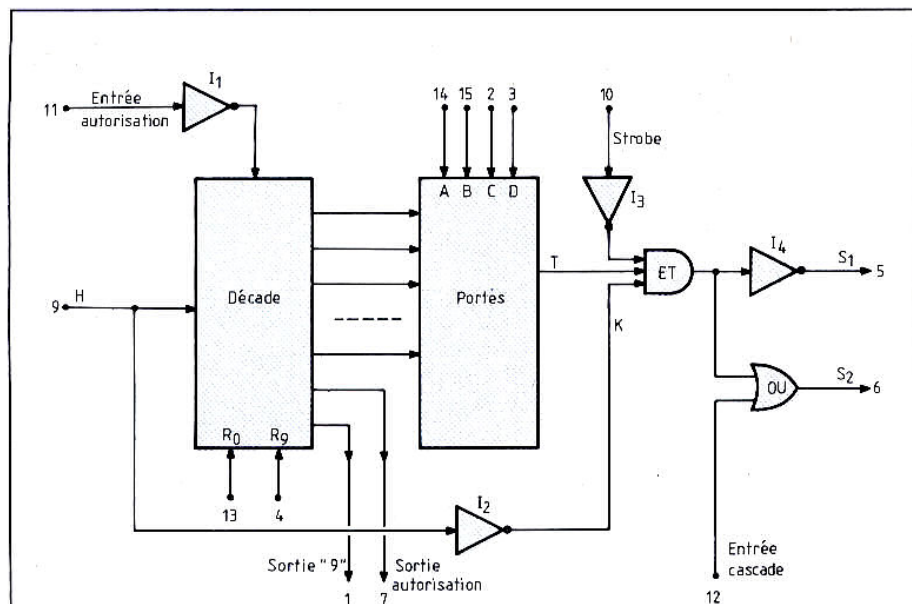 I1
11
Entrée
autorisation
14 15 2 3
10
Strobe
A B C D
I3
9
H
Décade
Portes
T
ET
I4
S1
5
K
OU
S2
6
R0 R9
13 4
I2
Sortie "9"
Sortie
autorisation
1 7
Entrée
cascade
12